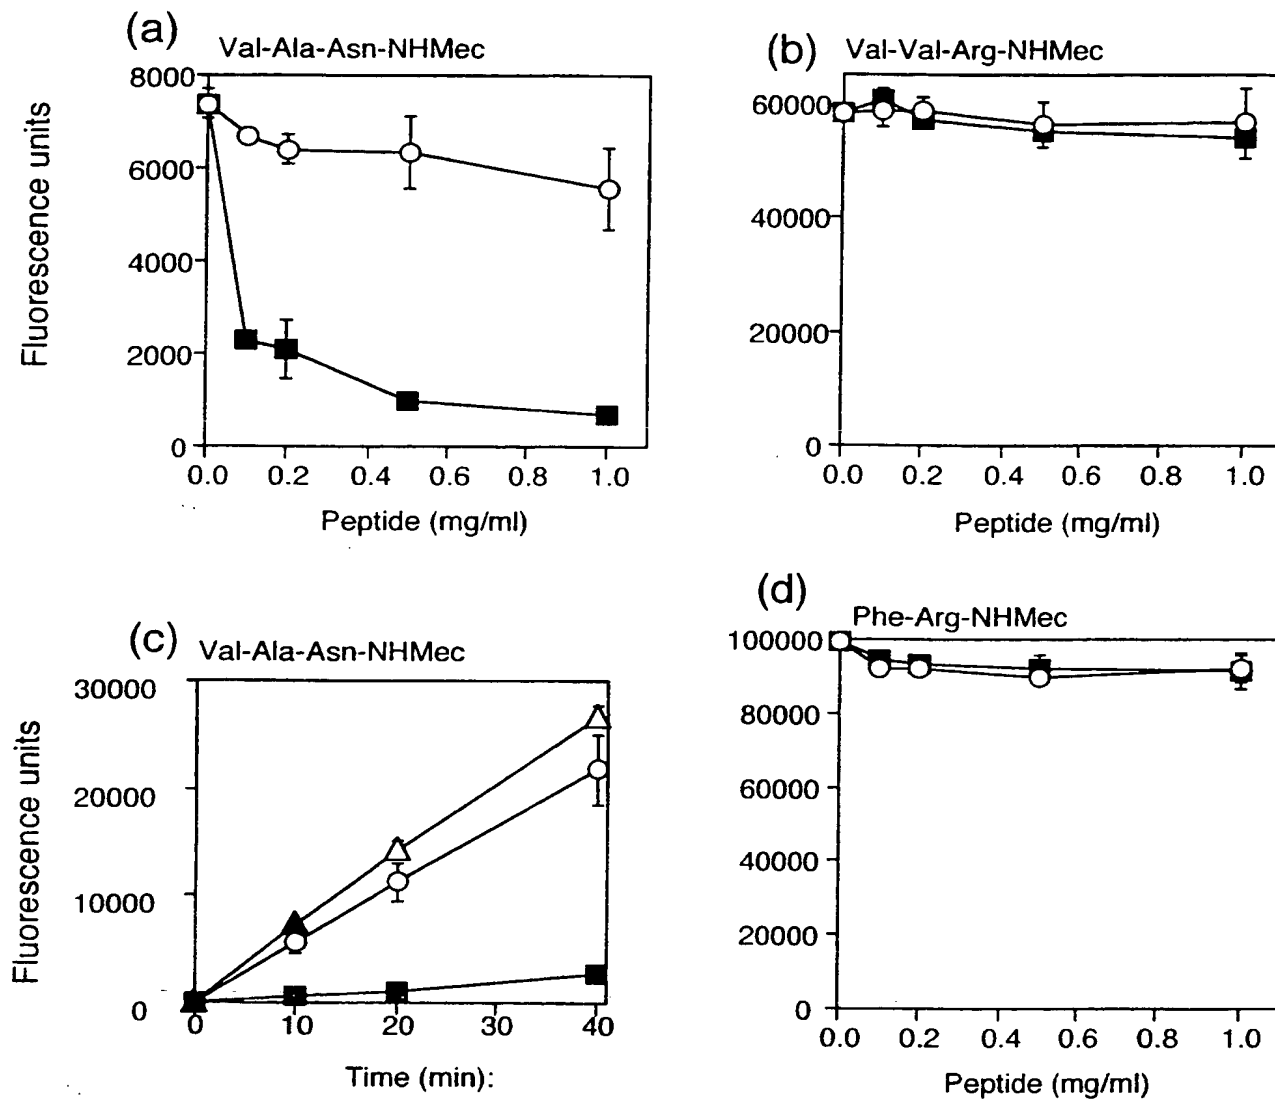 (a) Val-Ala-Asn-NHMec
Fluorescence units
8000
6000
4000
2000
0
0.0 0.2 0.4 0.6 0.8 1.0
Peptide (mg/ml)
(b) Val-Val-Arg-NHMec
60000
40000
20000
0
0.0 0.2 0.4 0.6 0.8 1.0
Peptide (mg/ml)
(c) Val-Ala-Asn-NHMec
Fluorescence units
30000
20000
10000
0
0 10 20 30 40
Time (min):
(d) Phe-Arg-NHMec
100000
80000
60000
40000
20000
0
0.0 0.2 0.4 0.6 0.8 1.0
Peptide (mg/ml)